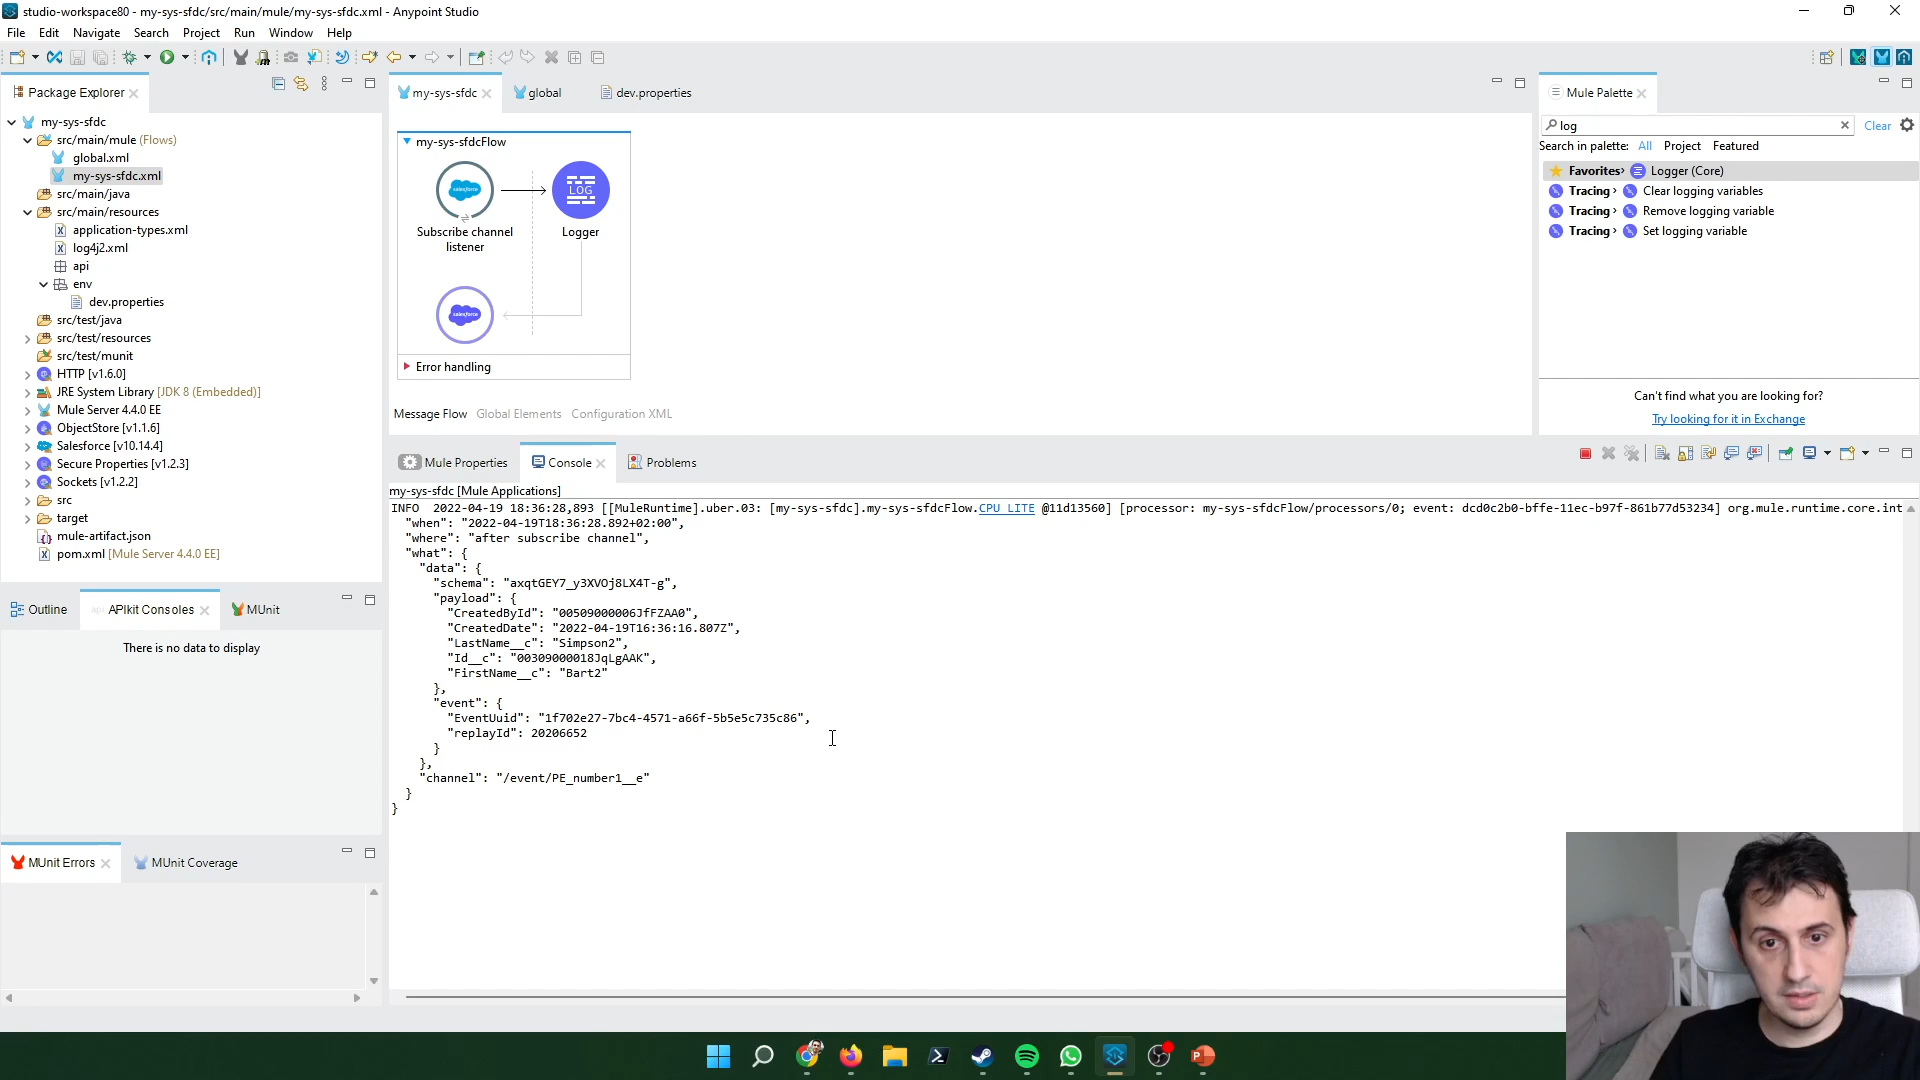 studio-workspace80 - my-sys-sfdc/src/main/mule/my-sys-sfdc.xml - Anypoint Studio
File Edit Navigate Search Project Run Window Help
Package Explorer
my-sys-sfdc
src/main/mule (Flows)
global.xml
my-sys-sfdc.xml
src/main/java
src/main/resources
application-types.xml
log4j2.xml
api
env
dev.properties
src/test/java
src/test/resources
src/test/munit
HTTP [v1.6.0]
JRE System Library [JDK 8 (Embedded)]
Mule Server 4.4.0 EE
ObjectStore [v1.1.6]
Salesforce [v10.14.4]
Secure Properties [v1.2.3]
Sockets [v1.2.2]
src
target
mule-artifact.json
pom.xml [Mule Server 4.4.0 EE]
Outline APIkit Consoles MUnit
There is no data to display
MUnit Errors MUnit Coverage
my-sys-sfdc global dev.properties
my-sys-sfdcFlow
salesforce
LOG
Subscribe channel listener
Logger
salesforce
Error handling
Message Flow Global Elements Configuration XML
Mule Palette
log
Clear
Search in palette: All Project Featured
Favorites› Logger (Core)
Tracing› Clear logging variables
Tracing› Remove logging variable
Tracing› Set logging variable
Can't find what you are looking for?
Try looking for it in Exchange
Mule Properties Console Problems
my-sys-sfdc [Mule Applications]
INFO  2022-04-19 18:36:28,893 [[MuleRuntime].uber.03: [my-sys-sfdc].my-sys-sfdcFlow.CPU_LITE @11d13560] [processor: my-sys-sfdcFlow/processors/0; event: dcd0c2b0-bffe-11ec-b97f-861b77d53234] org.mule.runtime.core.int
"when": "2022-04-19T18:36:28.892+02:00",
"where": "after subscribe channel",
"what": {
"data": {
"schema": "axqtGEY7_y3XVOj8LX4T-g",
"payload": {
"CreatedById": "00509000006JfFZAA0",
"CreatedDate": "2022-04-19T16:36:16.807Z",
"LastName__c": "Simpson2",
"Id__c": "00309000018JqLgAAK",
"FirstName__c": "Bart2"
},
"event": {
"EventUuid": "1f702e27-7bc4-4571-a66f-5b5e5c735c86",
"replayId": 20206652
}
},
"channel": "/event/PE_number1__e"
}
}